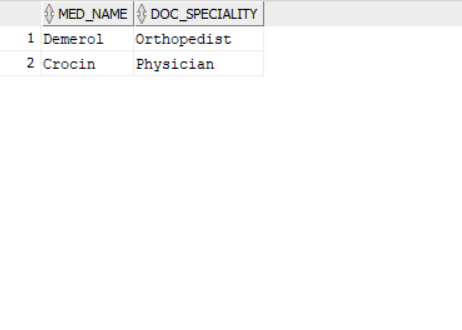 MED_NAME DOC_SPECIALITY
1 Demerol Orthopedist
2 Crocin Physician